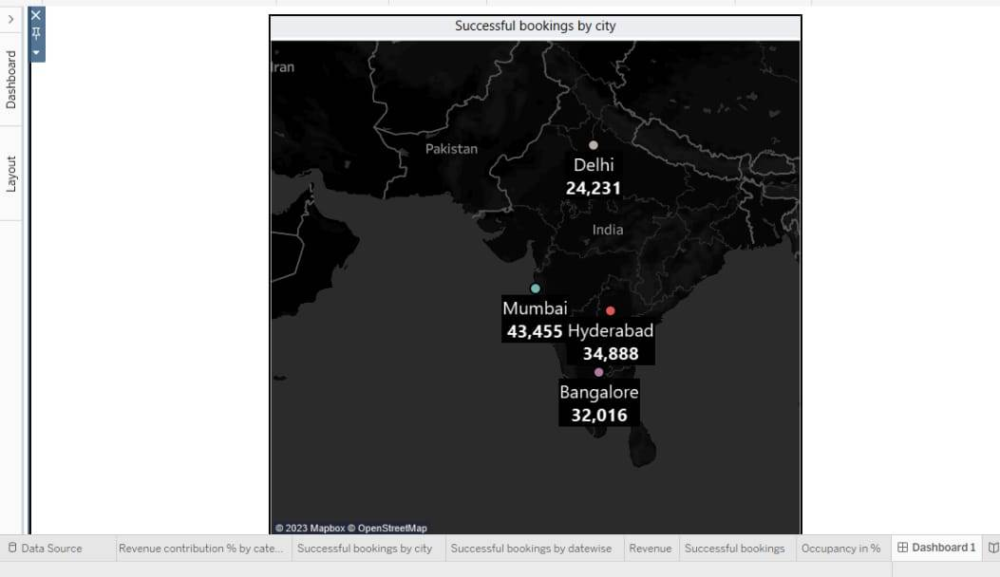 Successful bookings by city
Dashboard
Layout
Iran
Pakistan
Delhi
24,231
India
Mumbai
43,455
Hyderabad
34,888
Bangalore
32,016
© 2023 Mapbox © OpenStreetMap
Data Source
Revenue contribution % by cate...
Successful bookings by city
Successful bookings by datewise
Revenue
Successful bookings
Occupancy in %
Dashboard 1